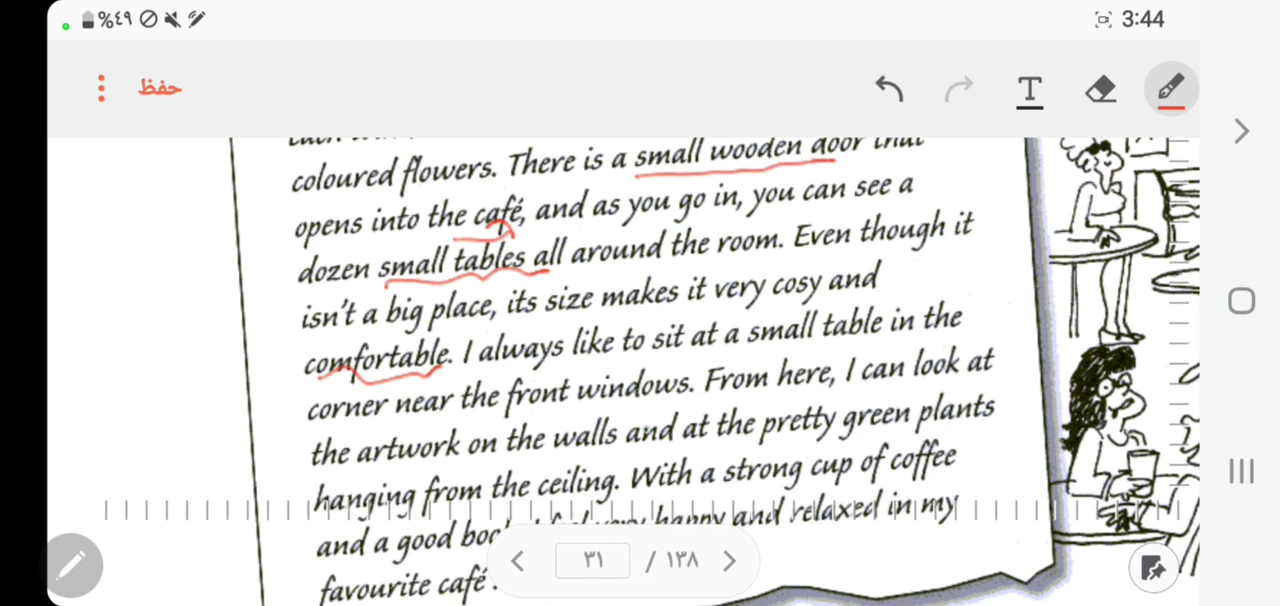 %٤٩ 3:44
حفظ T
coloured flowers. There is a small wooden door that
opens into the café, and as you go in, you can see a
dozen small tables all around the room. Even though it
isn't a big place, its size makes it very cosy and
comfortable. I always like to sit at a small table in the
corner near the front windows. From here, I can look at
the artwork on the walls and at the pretty green plants
hanging from the ceiling. With a strong cup of coffee
and a good happy and relaxed in my
favourite café.
٣١ / ١٣٨